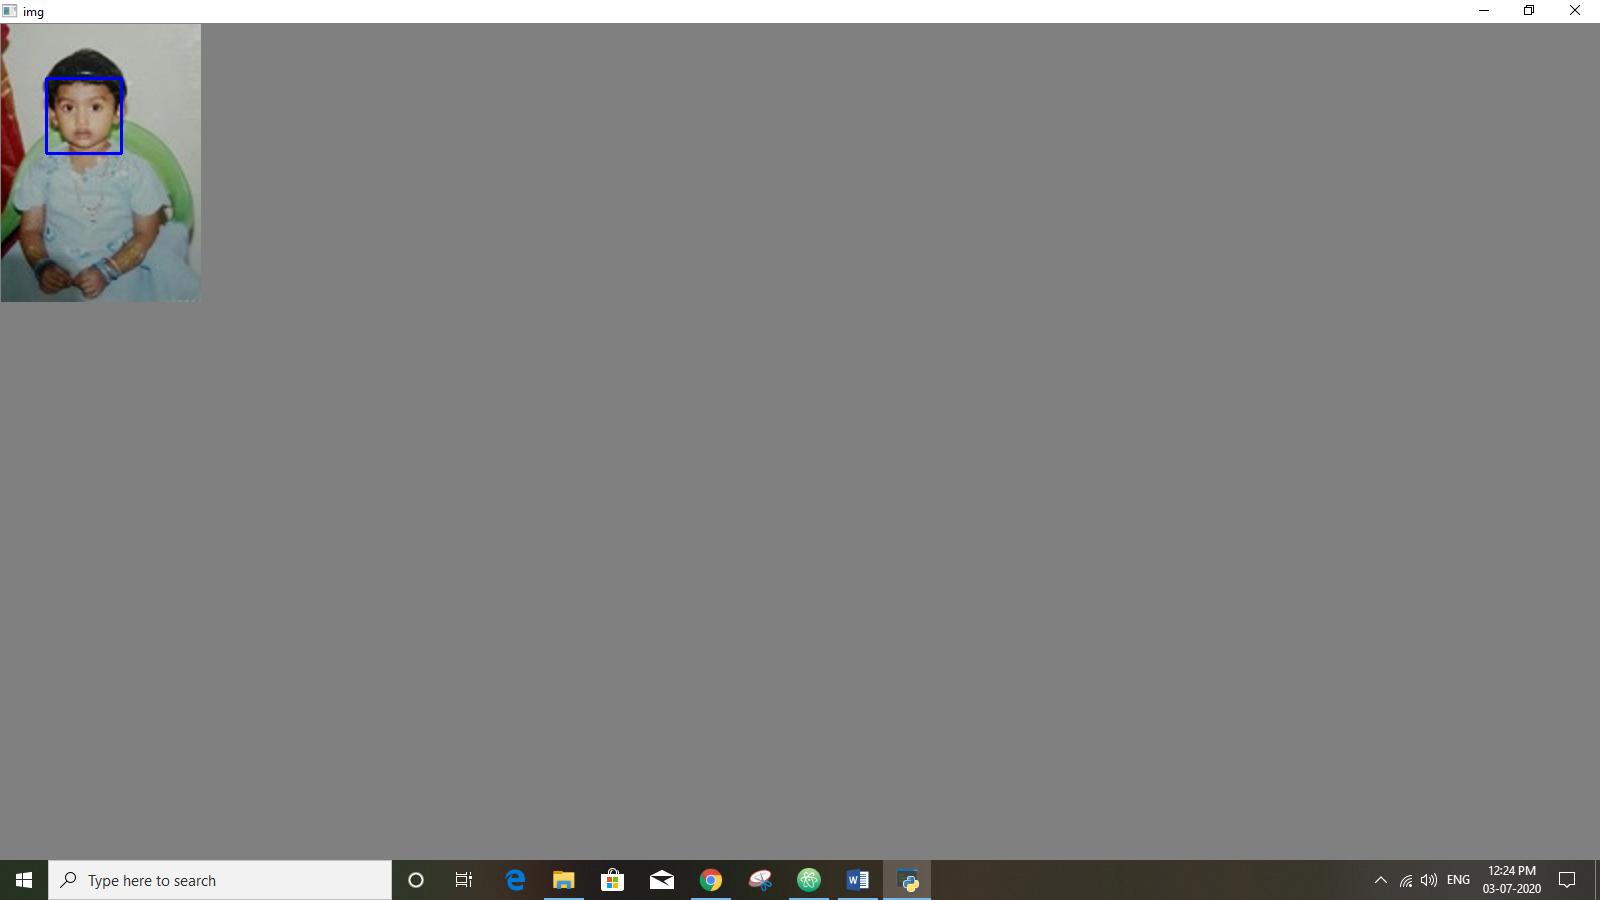 img
Type here to search
ENG
12:24 PM
03-07-2020